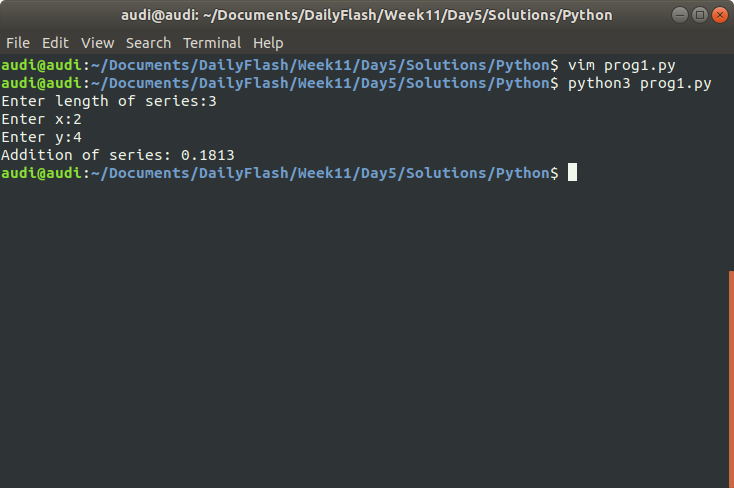 audi@audi: ~/Documents/DailyFlash/Week11/Day5/Solutions/Python
File Edit View Search Terminal Help
audi@audi:~/Documents/DailyFlash/Week11/Day5/Solutions/Python$ vim prog1.py
audi@audi:~/Documents/DailyFlash/Week11/Day5/Solutions/Python$ python3 prog1.py
Enter length of series:3
Enter x:2
Enter y:4
Addition of series: 0.1813
audi@audi:~/Documents/DailyFlash/Week11/Day5/Solutions/Python$